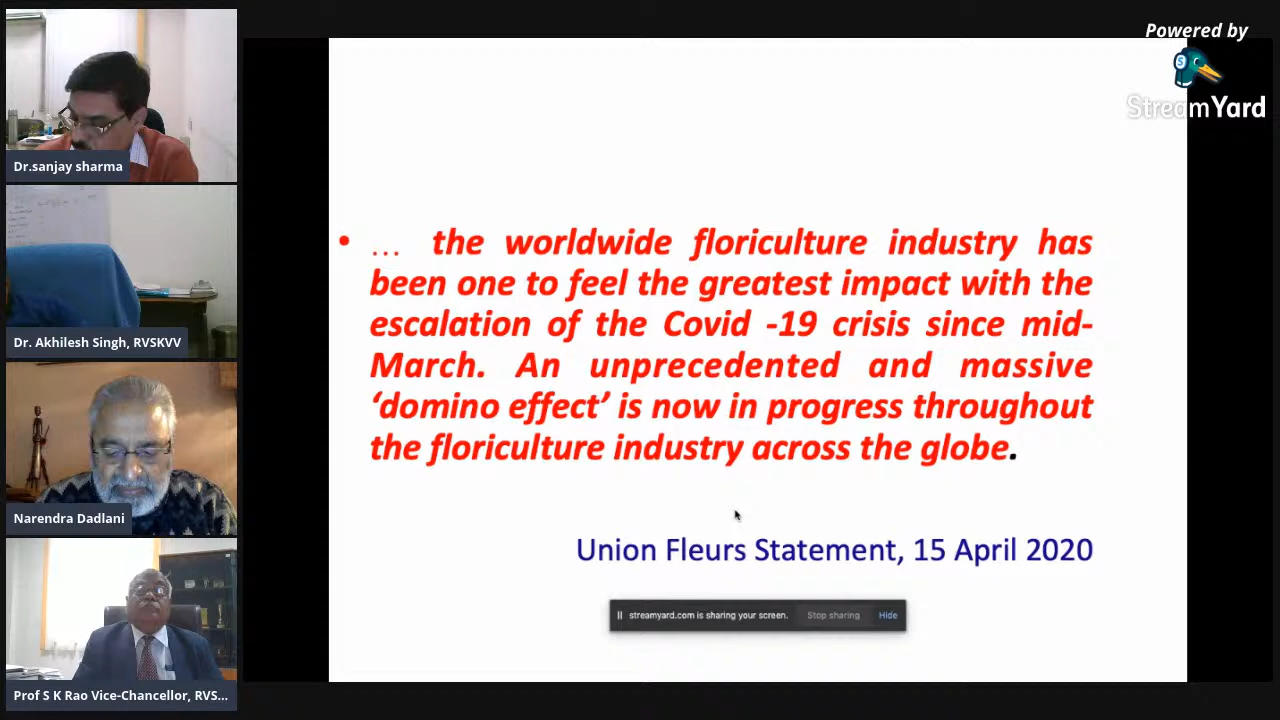 Powered by
StreamYard
Dr.sanjay sharma
Dr. Akhilesh Singh, RVSKVV
Narendra Dadlani
Prof S K Rao Vice-Chancellor, RVS...
• ... the worldwide floriculture industry has
been one to feel the greatest impact with the
escalation of the Covid -19 crisis since mid-
March. An unprecedented and massive
‘domino effect’ is now in progress throughout
the floriculture industry across the globe.
Union Fleurs Statement, 15 April 2020
streamyard.com is sharing your screen. Stop sharing Hide